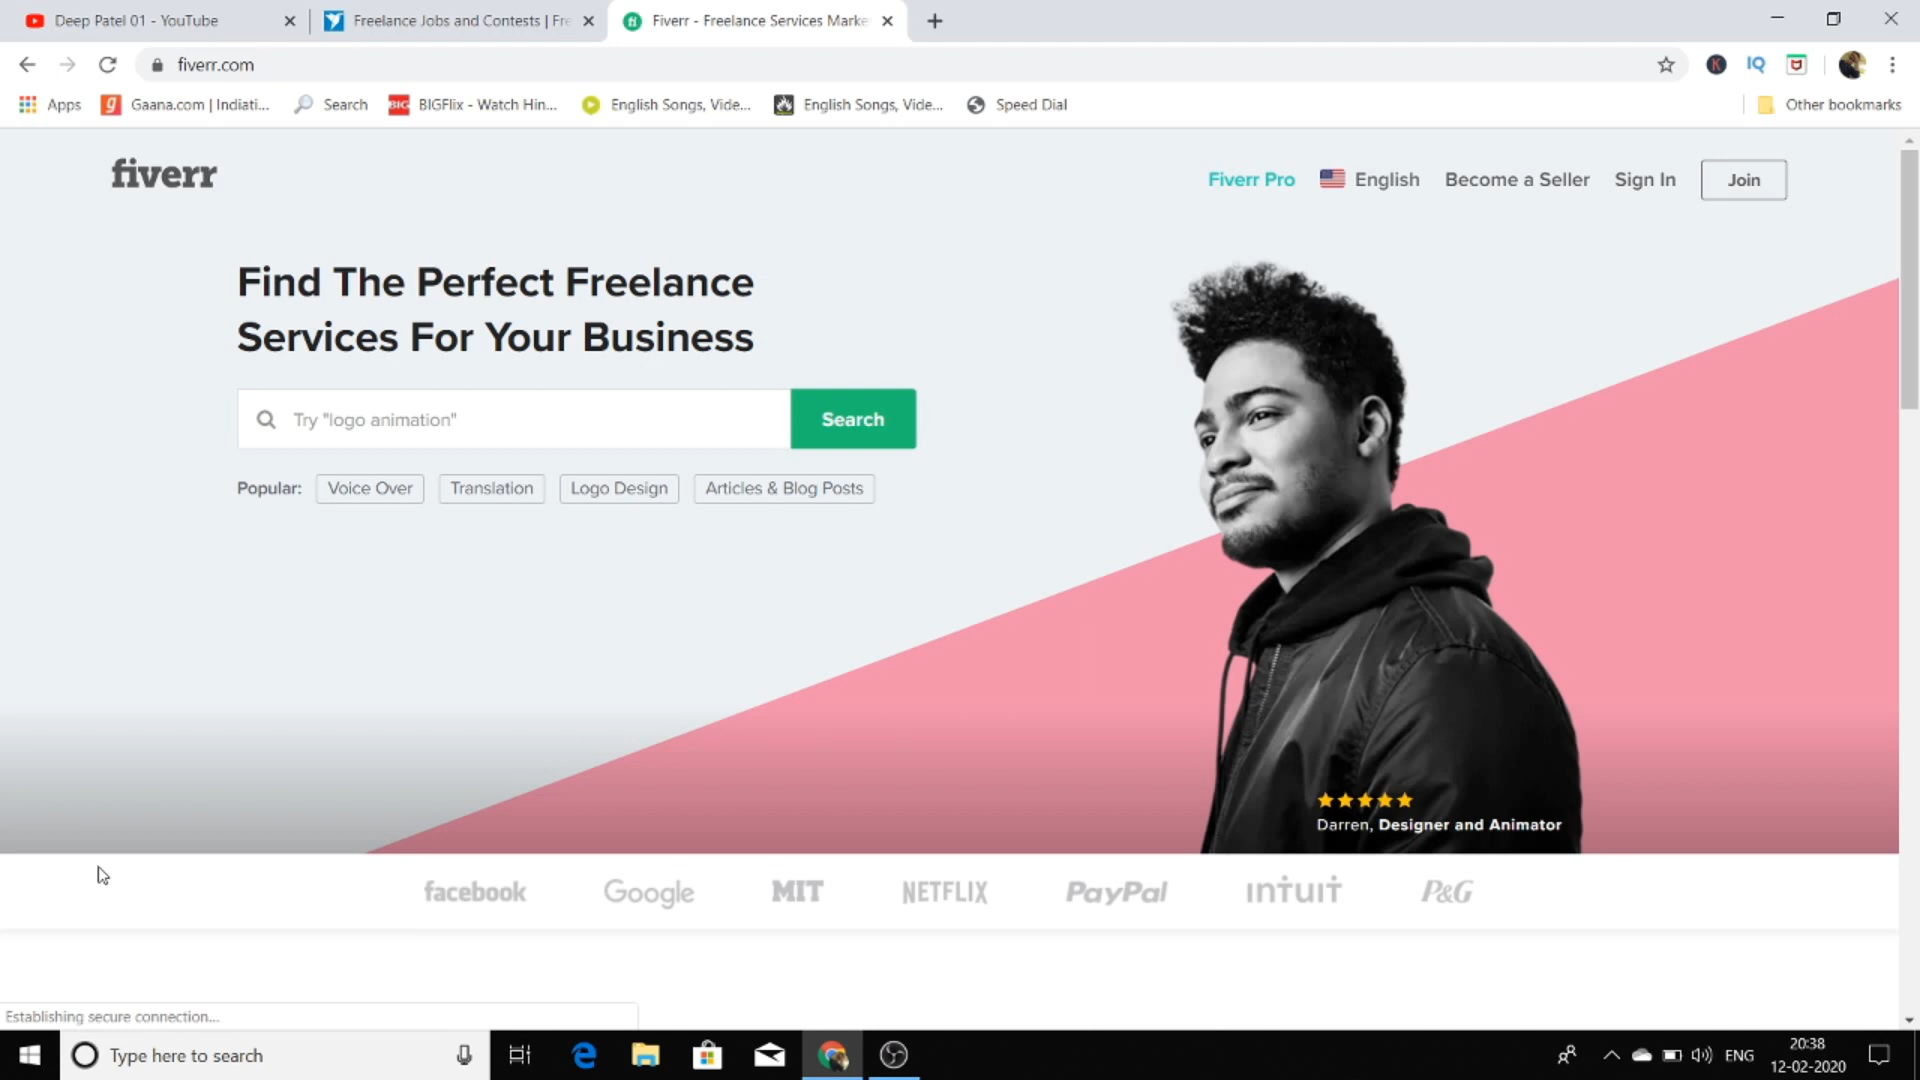 Deep Patel 01 - YouTube
Freelance Jobs and Contests | Fre
Fiverr - Freelance Services Marke
fiverr.com
Apps
Gaana.com | Indiati...
Search
BIG
BIGFlix - Watch Hin...
English Songs, Vide...
English Songs, Vide...
Speed Dial
Other bookmarks
fiverr
Fiverr Pro
English
Become a Seller
Sign In
Join
Find The Perfect Freelance
Services For Your Business
Try "logo animation"
Search
Popular:
Voice Over
Translation
Logo Design
Articles & Blog Posts
Darren, Designer and Animator
facebook
Google
MIT
NETFLIX
PayPal
intuit
P&G
Establishing secure connection...
Type here to search
ENG
20:38
12-02-2020